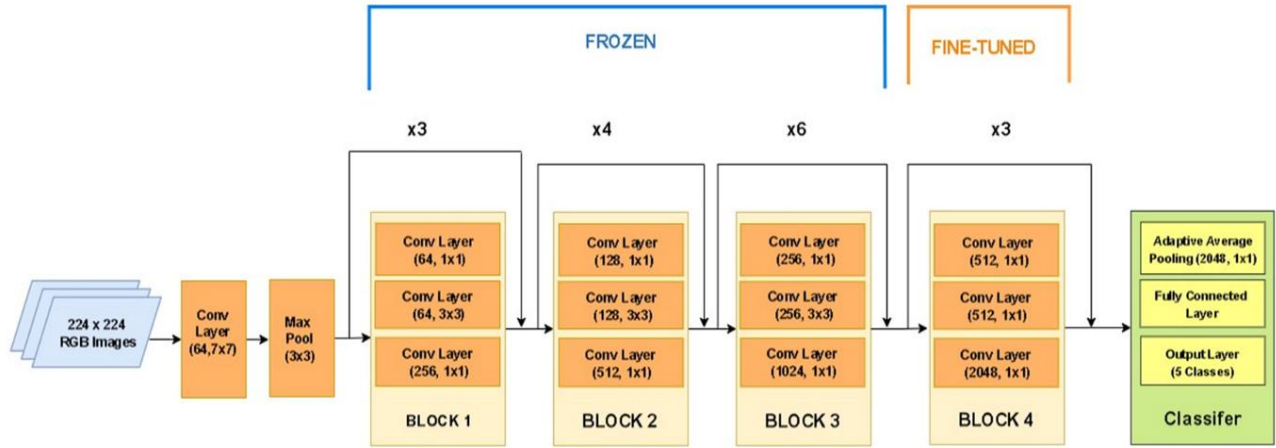 FROZEN
FINE-TUNED
x3
x4
x6
x3
224 x 224
RGB Images
Conv
Layer
(64,7x7)
Max
Pool
(3x3)
Conv Layer
(64, 1x1)
Conv Layer
(64, 3x3)
Conv Layer
(256, 1x1)
BLOCK 1
Conv Layer
(128, 1x1)
Conv Layer
(128, 3x3)
Conv Layer
(512, 1x1)
BLOCK 2
Conv Layer
(256, 1x1)
Conv Layer
(256, 3x3)
Conv Layer
(1024, 1x1)
BLOCK 3
Conv Layer
(512, 1x1)
Conv Layer
(512, 1x1)
Conv Layer
(2048, 1x1)
BLOCK 4
Adaptive Average
Pooling (2048, 1x1)
Fully Connected
Layer
Output Layer
(5 Classes)
Classifer